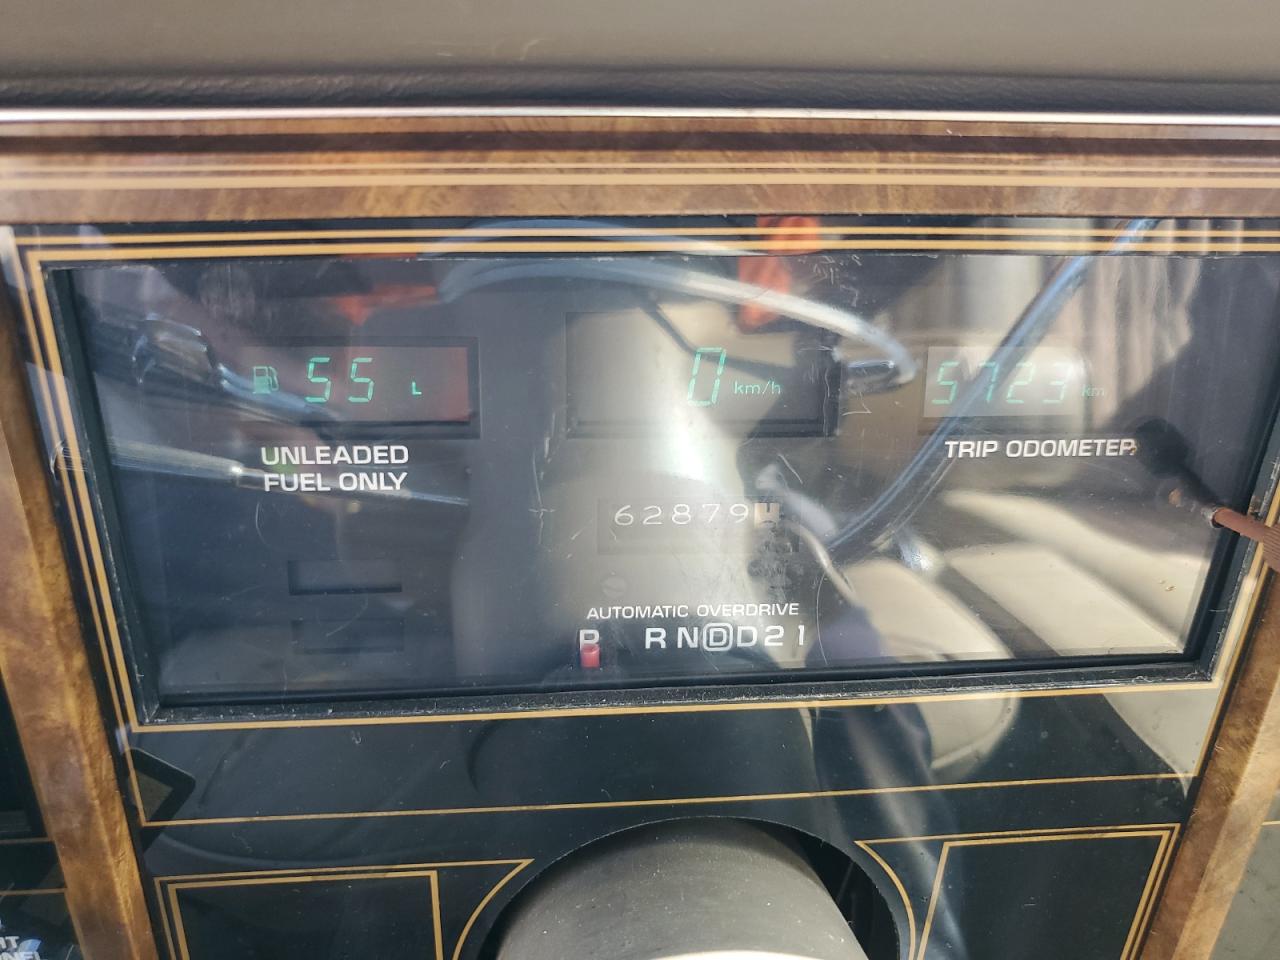 55 L
0 km/h
5723 km
UNLEADED
FUEL ONLY
TRIP ODOMETER
62879
AUTOMATIC OVERDRIVE
P R N D D 2 1